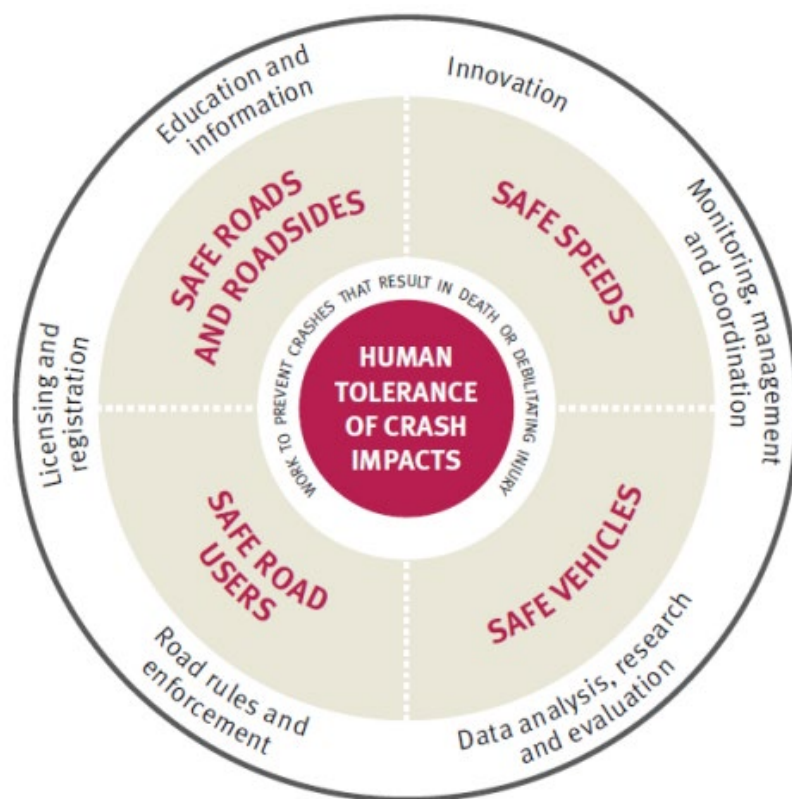 Education and
information
Innovation
Monitoring, management
and coordination
Data analysis, research
and evaluation
Road rules and
enforcement
Licensing and
registration
SAFE ROADS
AND ROADSIDES
SAFE SPEEDS
SAFE VEHICLES
SAFE ROAD
USERS
WORK TO PREVENT CRASHES THAT RESULT IN DEATH OR DEBILITATING INJURY
HUMAN
TOLERANCE
OF CRASH
IMPACTS